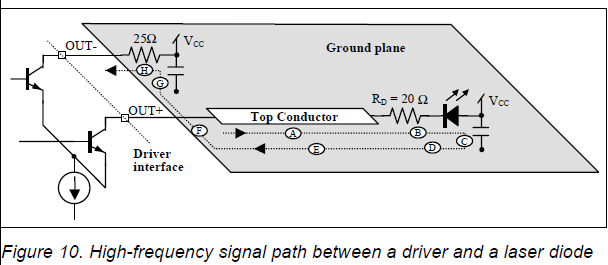 OUT-
25Ω
VCC
Ground plane
H
G
RD = 20 Ω
VCC
OUT+
Top Conductor
F
A
B
C
E
D
Driver
interface
Figure 10. High-frequency signal path between a driver and a laser diode